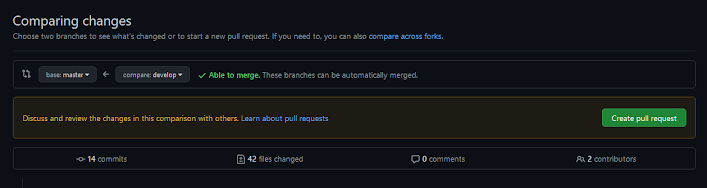 Comparing changes
Choose two branches to see what's changed or to start a new pull request. If you need to, you can also compare across forks.
base: master compare: develop Able to merge. These branches can be automatically merged.
Discuss and review the changes in this comparison with others. Learn about pull requests Create pull request
14 commits 42 files changed 0 comments 2 contributors